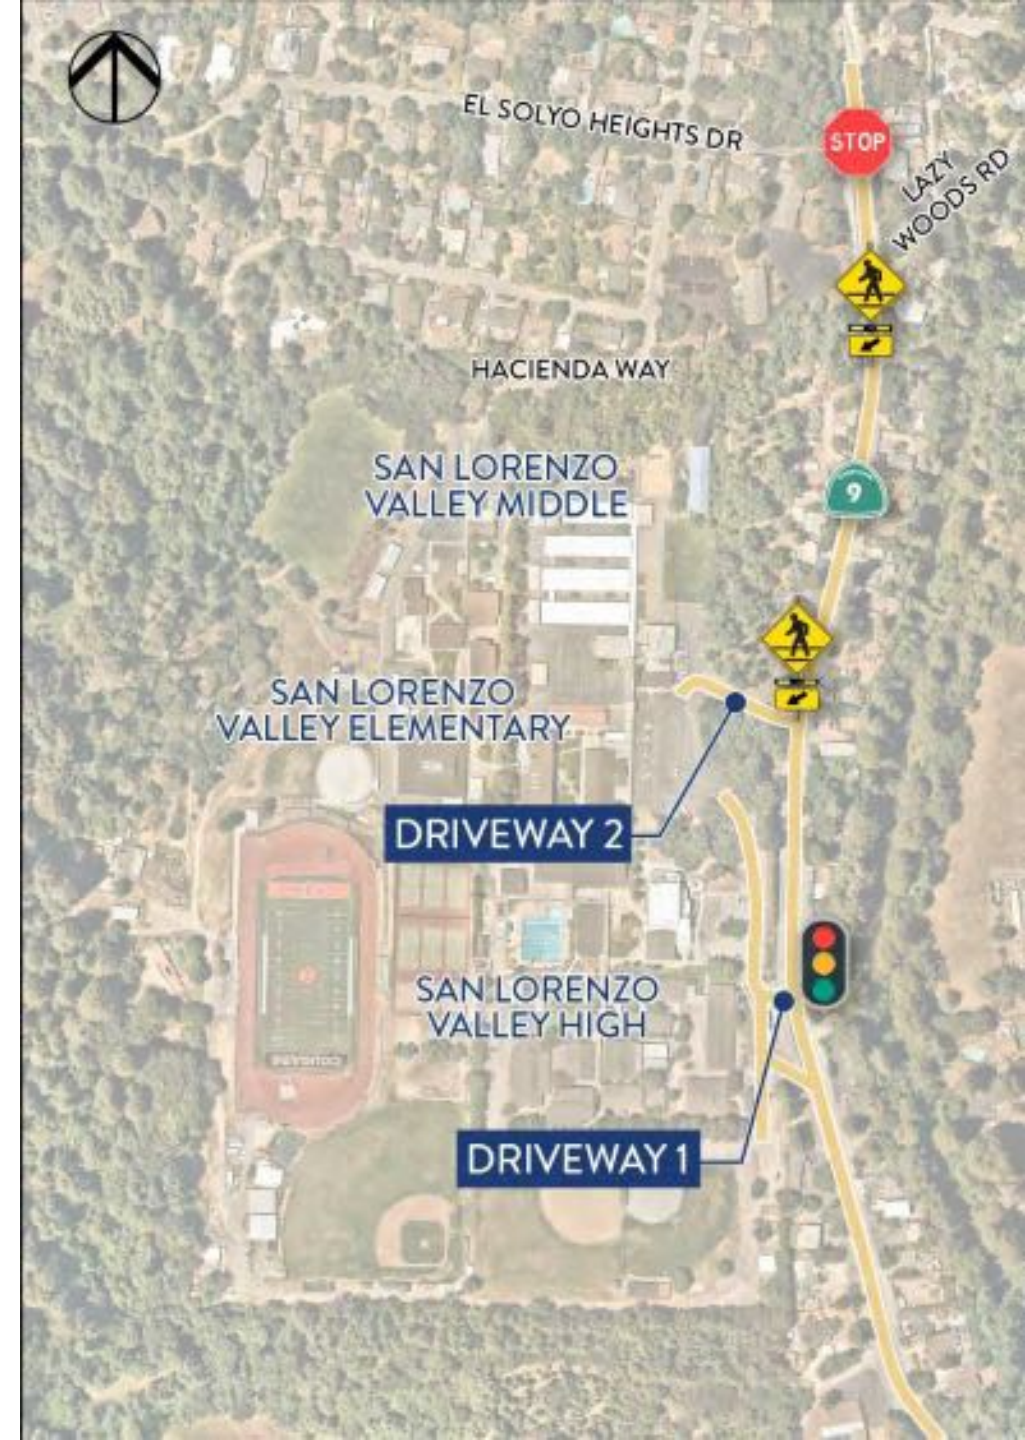 EL SOLYO HEIGHTS DR
STOP
LAZY
WOODS RD
HACIENDA WAY
SAN LORENZO
VALLEY MIDDLE
9
SAN LORENZO
VALLEY ELEMENTARY
DRIVEWAY 2
SAN LORENZO
VALLEY HIGH
DRIVEWAY 1